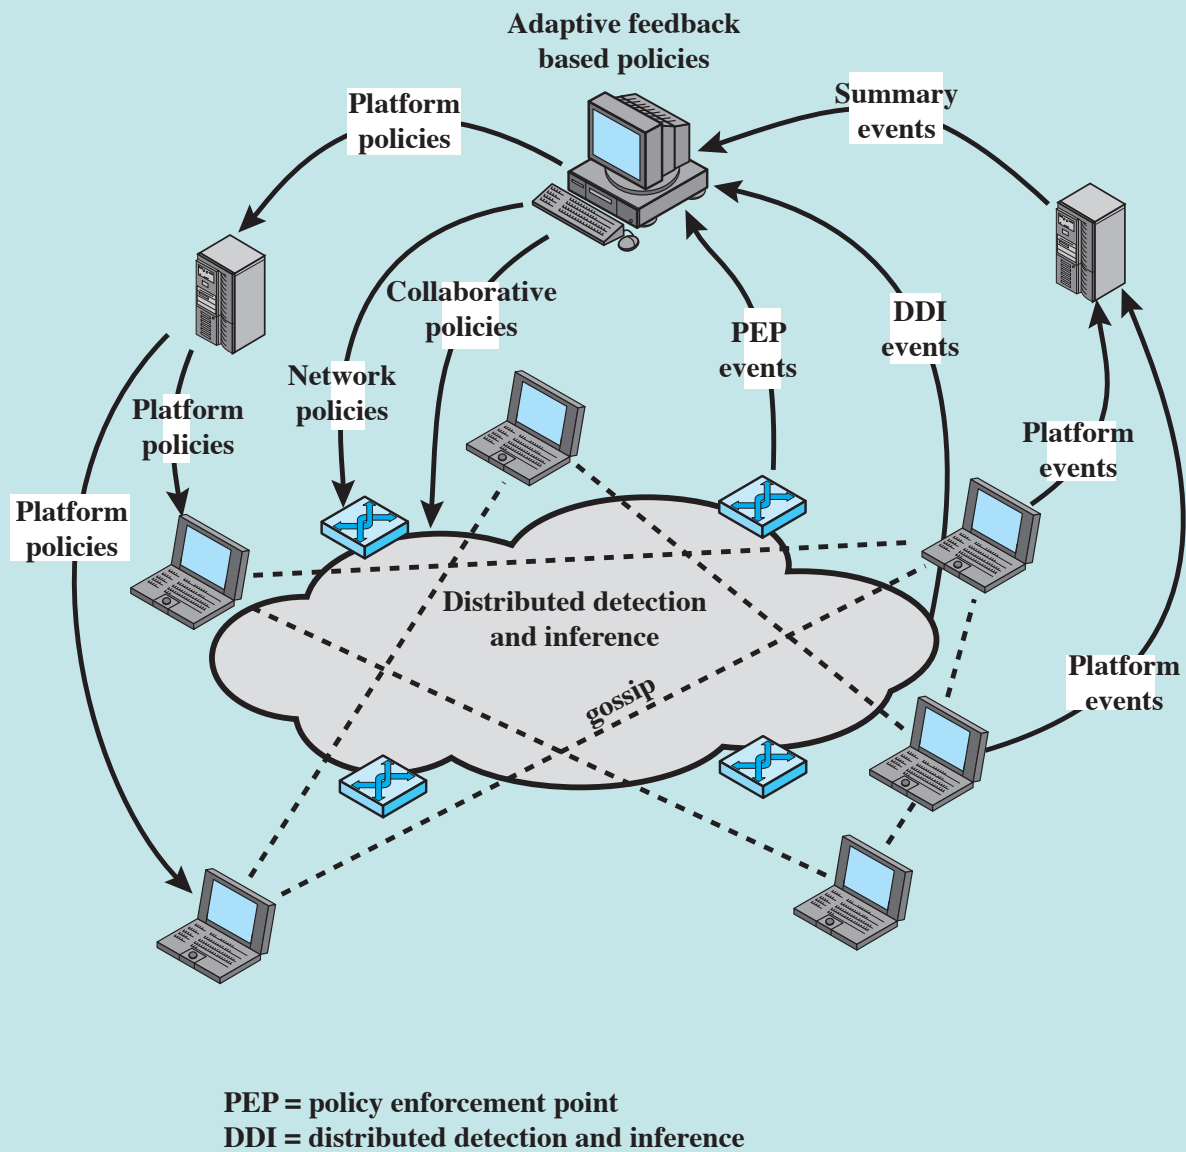 Adaptive feedback
based policies
Platform
policies
Summary
events
Collaborative
policies
PEP
events
DDI
events
Network
policies
Platform
policies
Platform
events
Platform
policies
Distributed detection
and inference
gossip
Platform
events
PEP = policy enforcement point
DDI = distributed detection and inference